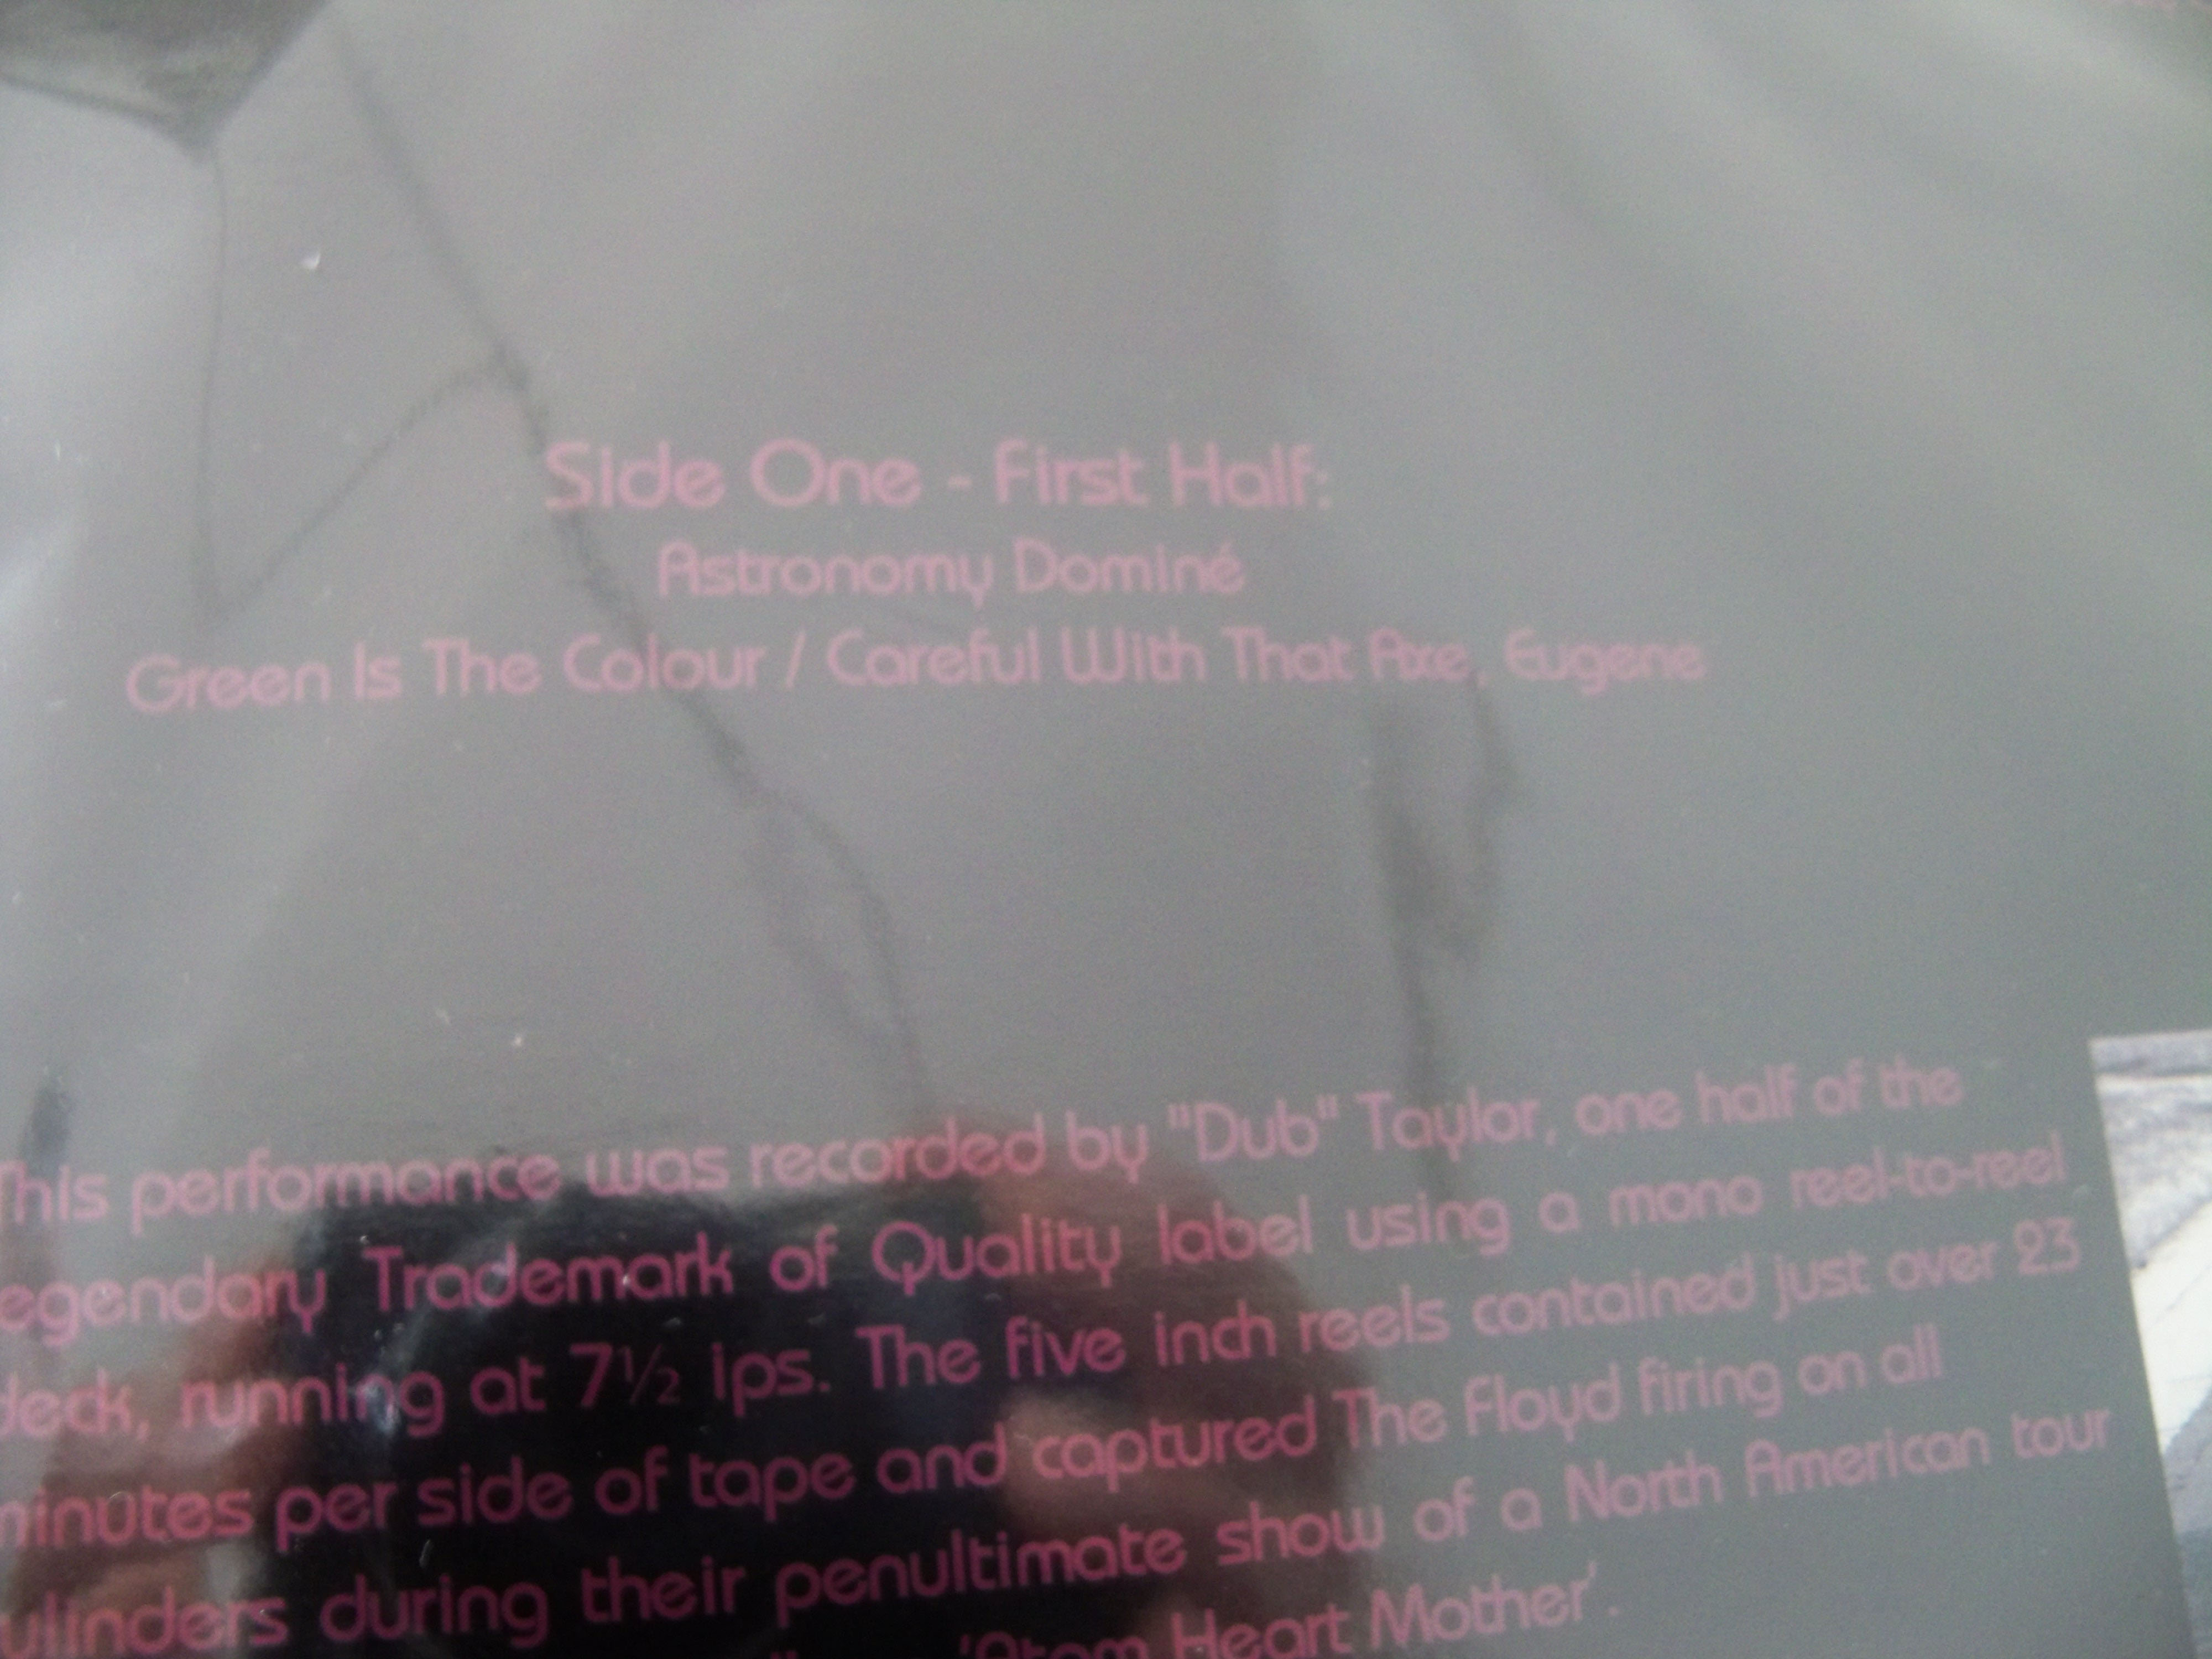 Side One - First Half:
Astronomy Dominé
Green Is The Colour / Careful With That Axe, Eugene
This performance was recorded by "Dub" Taylor, one half of the
egendary Trademark of Quality label using a mono reel-to-reel
deck, running at 7½ ips. The five inch reels contained just over 23
minutes per side of tape and captured The Floyd firing on all
ylinders during their penultimate show of a North American tour
'Atom Heart Mother'.